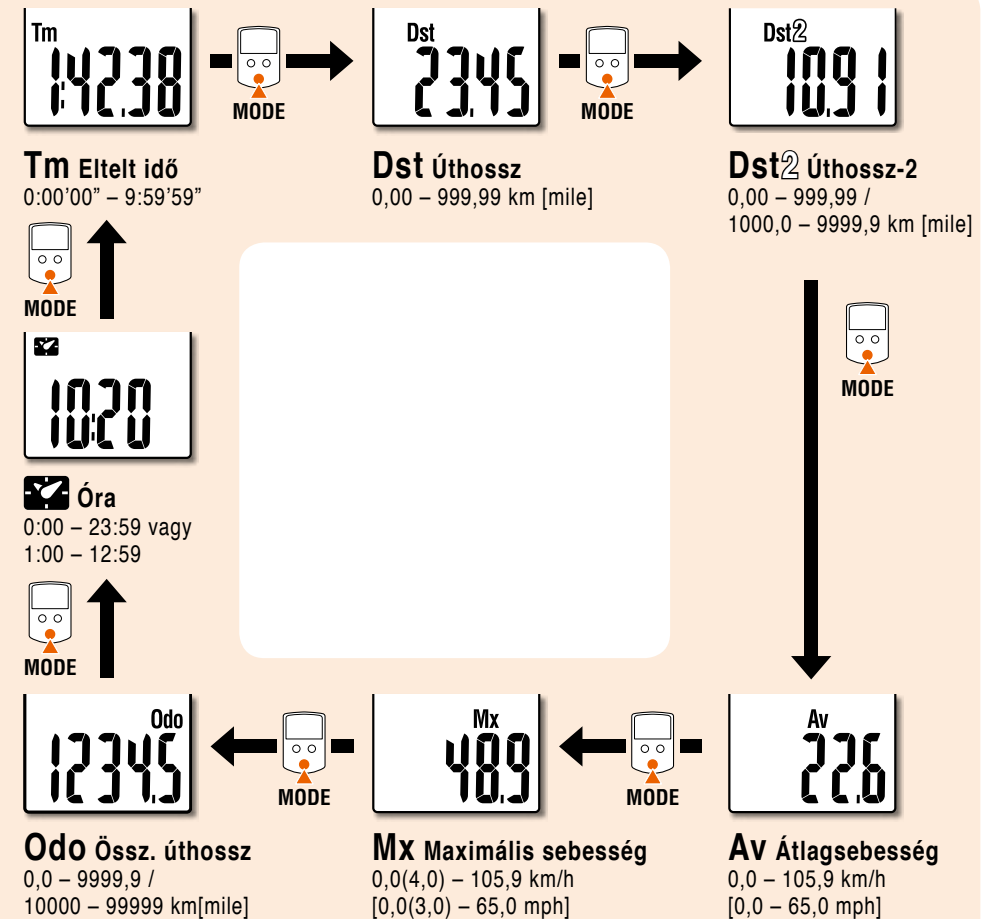 Tm
1:42.38
MODE
Dst
23.45
MODE
Dst2
10.91
Tm Eltelt idő
0:00’00” – 9:59’59”
Dst Úthossz
0,00 – 999,99 km [mile]
Dst2 Úthossz-2
0,00 – 999,99 /
1000,0 – 9999,9 km [mile]
MODE
MODE
10:20
Óra
0:00 – 23:59 vagy
1:00 – 12:59
MODE
Odo
1234.5
MODE
Mx
48.9
MODE
Av
22.6
Odo Össz. úthossz
0,0 – 9999,9 /
10000 – 99999 km[mile]
Mx Maximális sebesség
0,0(4,0) – 105,9 km/h
[0,0(3,0) – 65,0 mph]
Av Átlagsebesség
0,0 – 105,9 km/h
[0,0 – 65,0 mph]